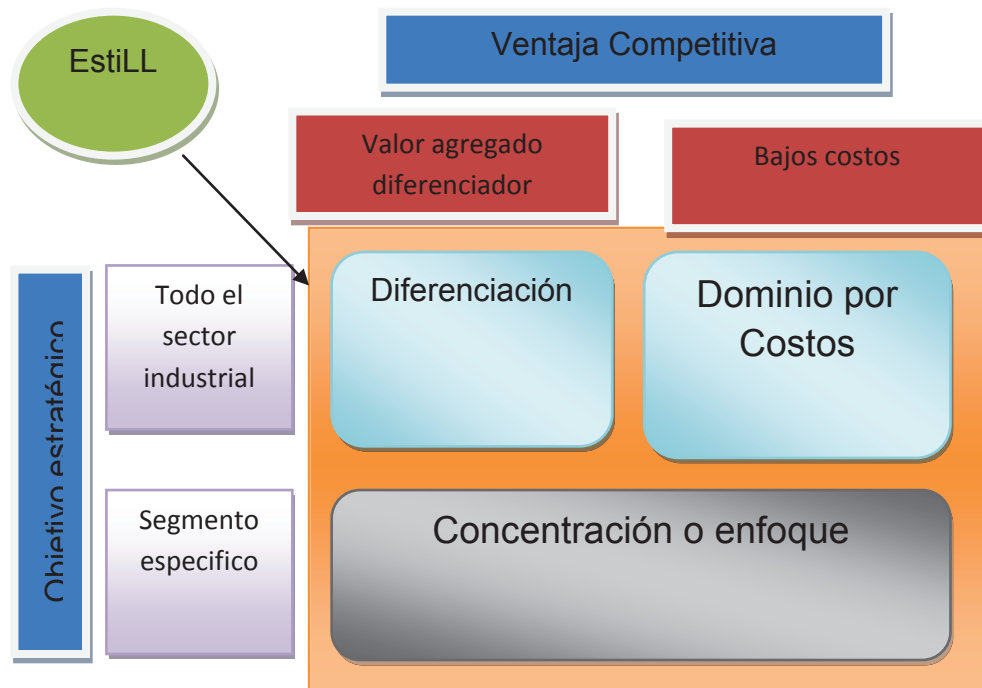 EstiLL
Ventaja Competitiva
Valor agregado
diferenciador
Bajos costos
Todo el
sector
industrial
Diferenciación
Dominio por
Costos
Objetivo estratégico
Segmento
especifico
Concentración o enfoque